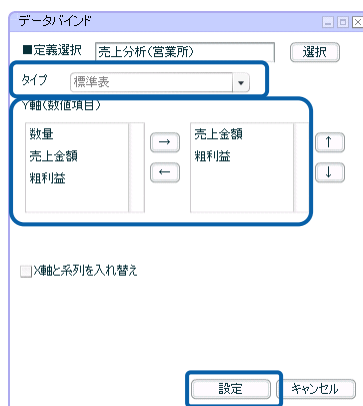 データバインド
■定義選択 売上分析(営業所) 選択
タイプ 標準表
Y軸(数値項目)
数量 → 売上金額 ↑
売上金額 ← 粗利益 ↓
粗利益
X軸と系列を入れ替え
設定 キャンセル